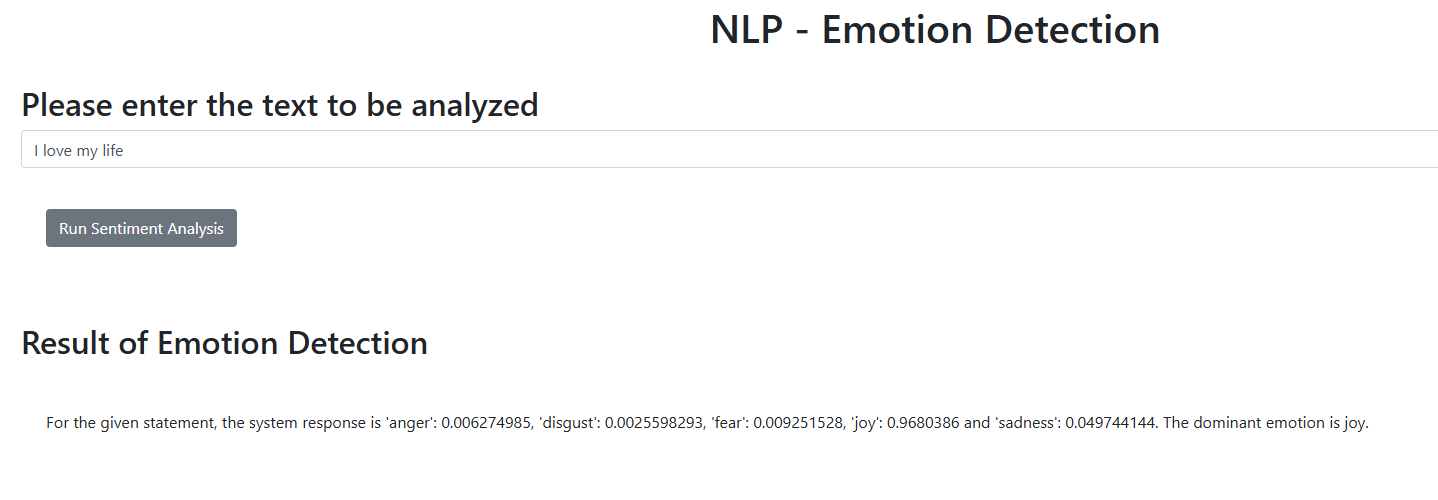 NLP - Emotion Detection
Please enter the text to be analyzed
I love my life
Run Sentiment Analysis
Result of Emotion Detection
For the given statement, the system response is 'anger': 0.006274985, 'disgust': 0.0025598293, 'fear': 0.009251528, 'joy': 0.9680386 and 'sadness': 0.049744144. The dominant emotion is joy.